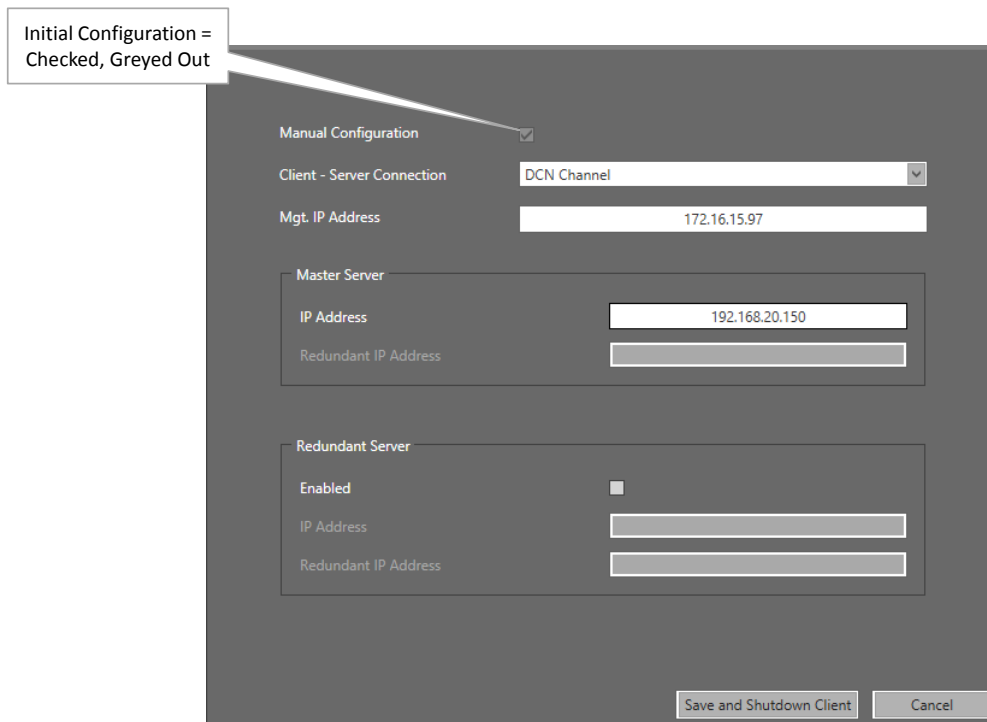 Initial Configuration =
Checked, Greyed Out
Manual Configuration
Client - Server Connection DCN Channel
Mgt. IP Address 172.16.15.97
Master Server
IP Address 192.168.20.150
Redundant IP Address
Redundant Server
Enabled
IP Address
Redundant IP Address
Save and Shutdown Client Cancel